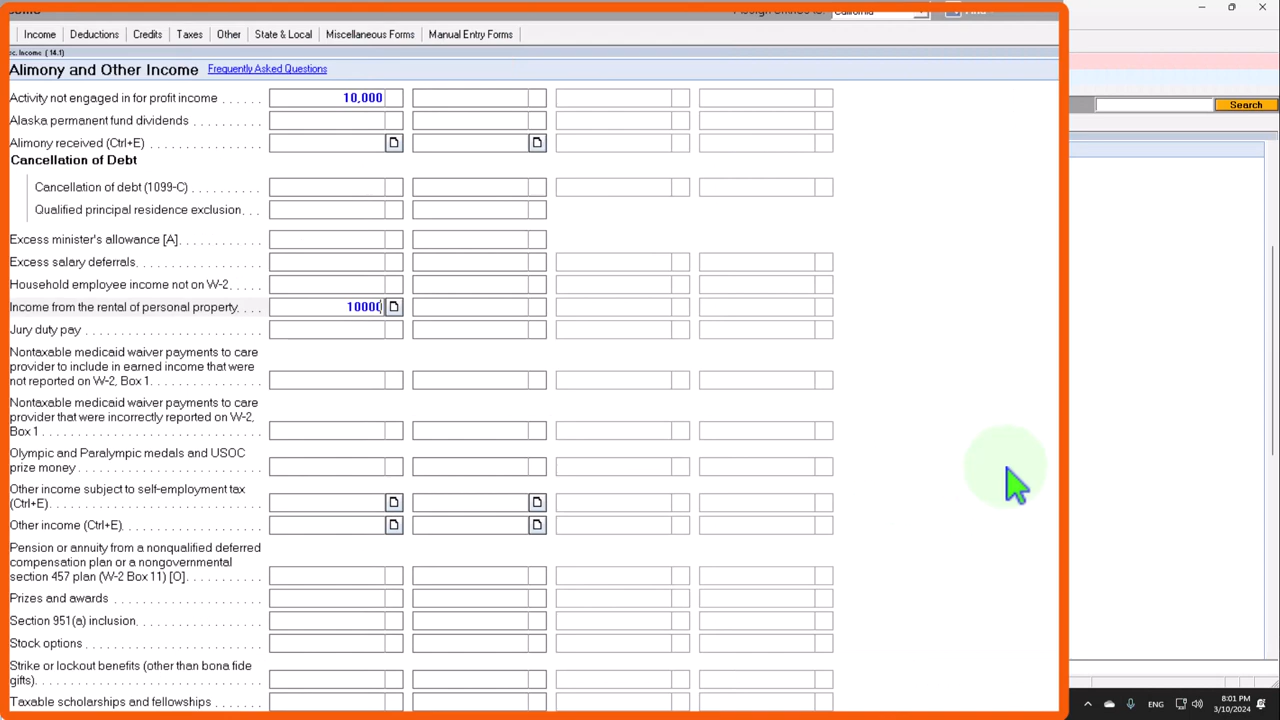 California
Income Deductions Credits Taxes Other State & Local Miscellaneous Forms Manual Entry Forms
Income (14.1)
Alimony and Other Income Frequently Asked Questions
Search
Activity not engaged in for profit income . . . . . . 10,000
Alaska permanent fund dividends . . . . . . . . . .
Alimony received (Ctrl+E) . . . . . . . . . . . . . . . .
Cancellation of Debt
Cancellation of debt (1099-C) . . . . . . . . . .
Qualified principal residence exclusion. . .
Excess minister's allowance [A]. . . . . . . . . . . .
Excess salary deferrals. . . . . . . . . . . . . . . . . .
Household employee income not on W-2. . . . .
Income from the rental of personal property. . . . 10000
Jury duty pay . . . . . . . . . . . . . . . . . . . . . . . . .
Nontaxable medicaid waiver payments to care
provider to include in earned income that were
not reported on W-2, Box 1. . . . . . . . . . . . . . . .
Nontaxable medicaid waiver payments to care
provider that were incorrectly reported on W-2,
Box 1 . . . . . . . . . . . . . . . . . . . . . . . . . . . . . . .
Olympic and Paralympic medals and USOC
prize money . . . . . . . . . . . . . . . . . . . . . . . . . .
Other income subject to self-employment tax
(Ctrl+E). . . . . . . . . . . . . . . . . . . . . . . . . . . . . .
Other income (Ctrl+E). . . . . . . . . . . . . . . . . . .
Pension or annuity from a nonqualified deferred
compensation plan or a nongovernmental
section 457 plan (W-2 Box 11) [O]. . . . . . . . . . .
Prizes and awards . . . . . . . . . . . . . . . . . . . . . .
Section 951(a) inclusion. . . . . . . . . . . . . . . . . .
Stock options . . . . . . . . . . . . . . . . . . . . . . . . .
Strike or lockout benefits (other than bona fide
gifts). . . . . . . . . . . . . . . . . . . . . . . . . . . . . . . .
Taxable scholarships and fellowships . . . . . . .
ENG 8:01 PM
3/10/2024